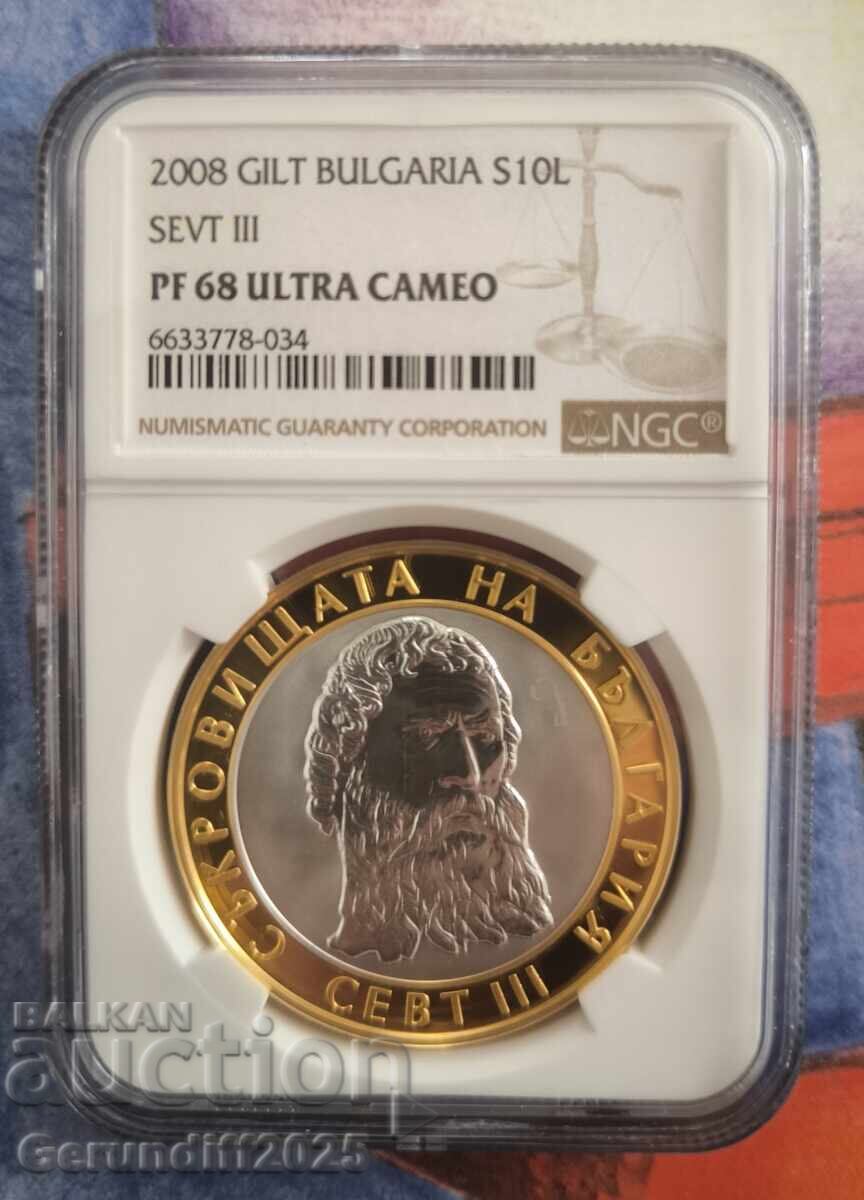 2008 GILT BULGARIA S10L
SEVT III
PF 68 ULTRA CAMEO
6633778-034
NUMISMATIC GUARANTY CORPORATION
NGC®
СЪКРОВИЩАТА НА БЪЛГАРИЯ
СЕВТ III
BALKAN
auction
Gerundiff2025